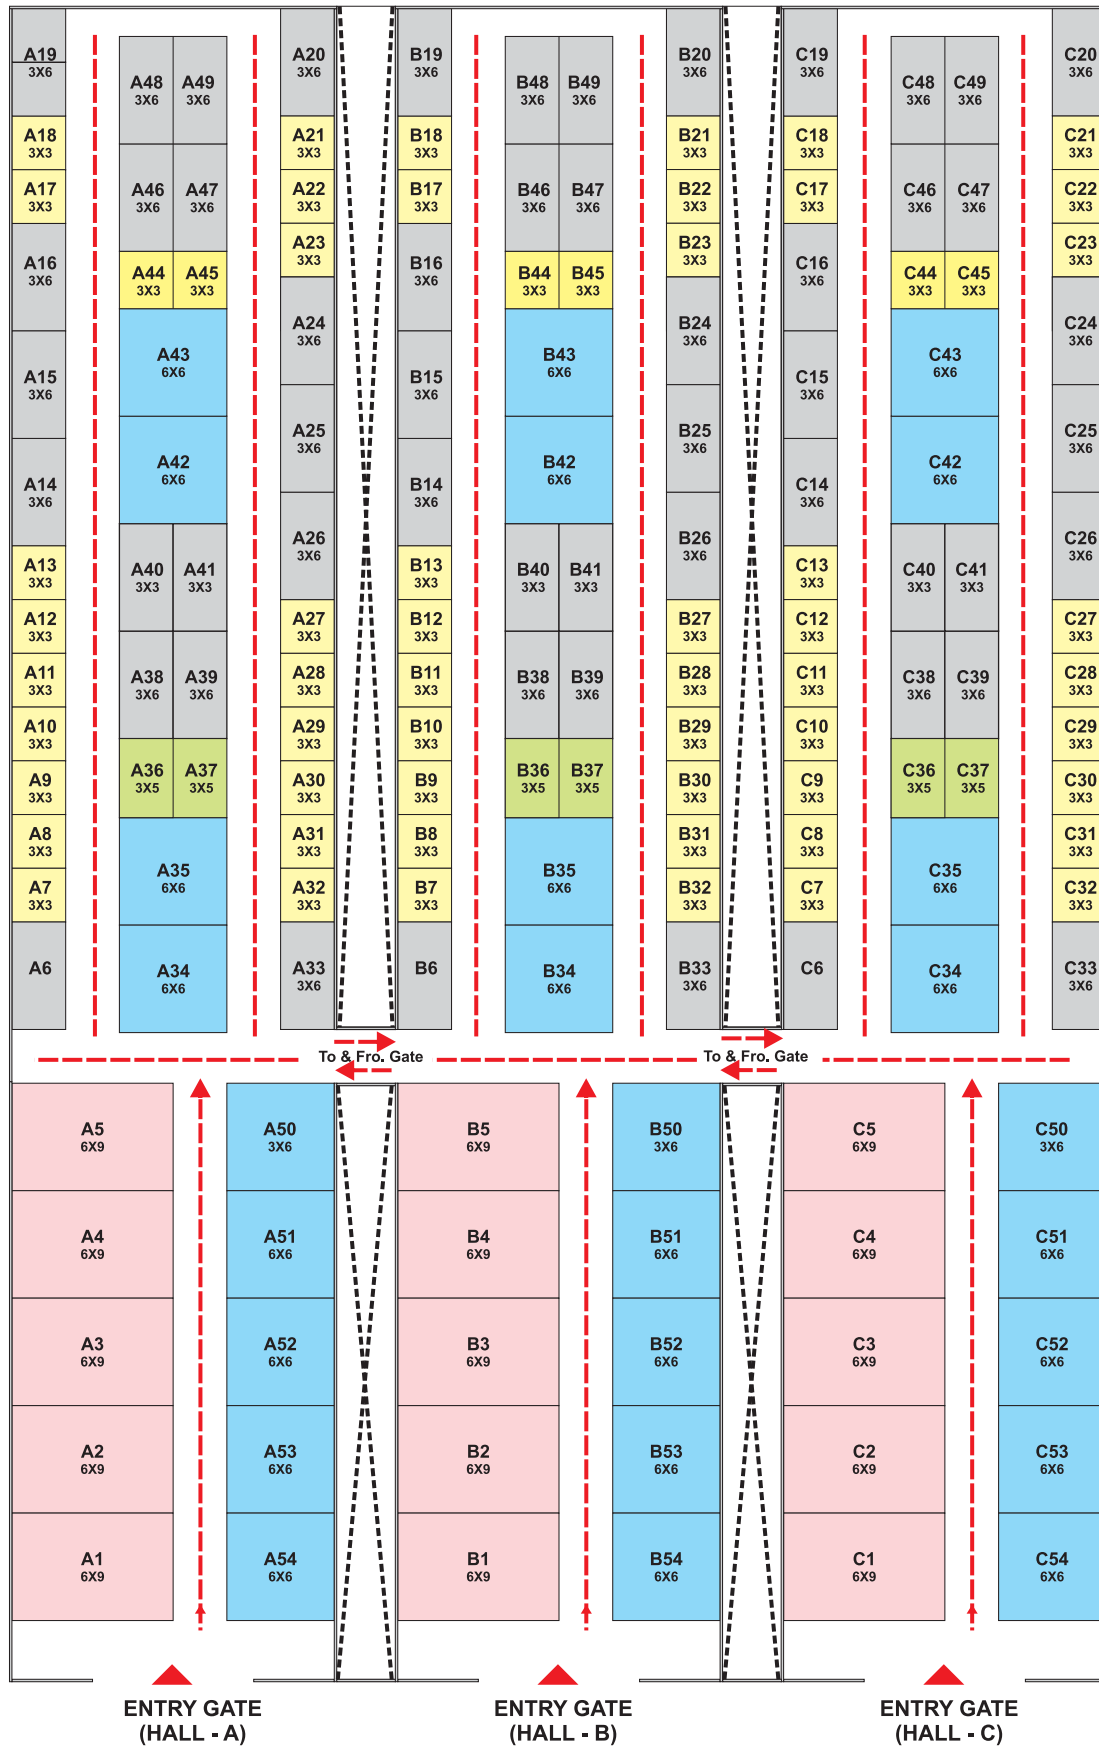 A19
3X6
A18
3X3
A17
3X3
A16
3X6
A15
3X6
A14
3X6
A13
3X3
A12
3X3
A11
3X3
A10
3X3
A9
3X3
A8
3X3
A7
3X3
A6
A48
3X6
A49
3X6
A46
3X6
A47
3X6
A44
3X3
A45
3X3
A43
6X6
A42
6X6
A40
3X3
A41
3X3
A38
3X6
A39
3X6
A36
3X5
A37
3X5
A35
6X6
A34
6X6
A20
3X6
A21
3X3
A22
3X3
A23
3X3
A24
3X6
A25
3X6
A26
3X6
A27
3X3
A28
3X3
A29
3X3
A30
3X3
A31
3X3
A32
3X3
A33
3X6
B19
3X6
B18
3X3
B17
3X3
B16
3X6
B15
3X6
B14
3X6
B13
3X3
B12
3X3
B11
3X3
B10
3X3
B9
3X3
B8
3X3
B7
3X3
B6
B48
3X6
B49
3X6
B46
3X6
B47
3X6
B44
3X3
B45
3X3
B43
6X6
B42
6X6
B40
3X3
B41
3X3
B38
3X6
B39
3X6
B36
3X5
B37
3X5
B35
6X6
B34
6X6
B20
3X6
B21
3X3
B22
3X3
B23
3X3
B24
3X6
B25
3X6
B26
3X6
B27
3X3
B28
3X3
B29
3X3
B30
3X3
B31
3X3
B32
3X3
B33
3X6
C19
3X6
C18
3X3
C17
3X3
C16
3X6
C15
3X6
C14
3X6
C13
3X3
C12
3X3
C11
3X3
C10
3X3
C9
3X3
C8
3X3
C7
3X3
C6
C48
3X6
C49
3X6
C46
3X6
C47
3X6
C44
3X3
C45
3X3
C43
6X6
C42
6X6
C40
3X3
C41
3X3
C38
3X6
C39
3X6
C36
3X5
C37
3X5
C35
6X6
C34
6X6
C20
3X6
C21
3X3
C22
3X3
C23
3X3
C24
3X6
C25
3X6
C26
3X6
C27
3X3
C28
3X3
C29
3X3
C30
3X3
C31
3X3
C32
3X3
C33
3X6
To & Fro. Gate
To & Fro. Gate
A5
6X9
A4
6X9
A3
6X9
A2
6X9
A1
6X9
A50
3X6
A51
6X6
A52
6X6
A53
6X6
A54
6X6
B5
6X9
B4
6X9
B3
6X9
B2
6X9
B1
6X9
B50
3X6
B51
6X6
B52
6X6
B53
6X6
B54
6X6
C5
6X9
C4
6X9
C3
6X9
C2
6X9
C1
6X9
C50
3X6
C51
6X6
C52
6X6
C53
6X6
C54
6X6
ENTRY GATE
(HALL - A)
ENTRY GATE
(HALL - B)
ENTRY GATE
(HALL - C)